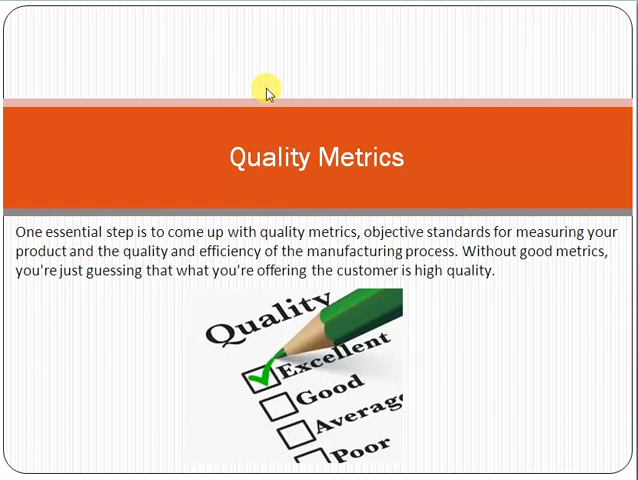 Quality Metrics
One essential step is to come up with quality metrics, objective standards for measuring your
product and the quality and efficiency of the manufacturing process. Without good metrics,
you're just guessing that what you're offering the customer is high quality.
Quality
Excellent
Good
Average
Poor